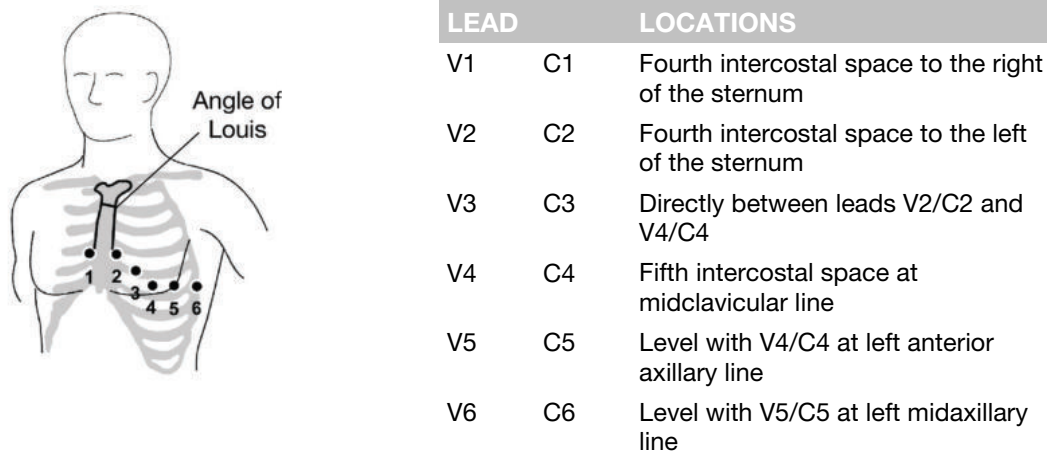 Angle of
Louis
1 2
3
4 5 6
LEAD LOCATIONS
V1 C1 Fourth intercostal space to the right
of the sternum
V2 C2 Fourth intercostal space to the left
of the sternum
V3 C3 Directly between leads V2/C2 and
V4/C4
V4 C4 Fifth intercostal space at
midclavicular line
V5 C5 Level with V4/C4 at left anterior
axillary line
V6 C6 Level with V5/C5 at left midaxillary
line